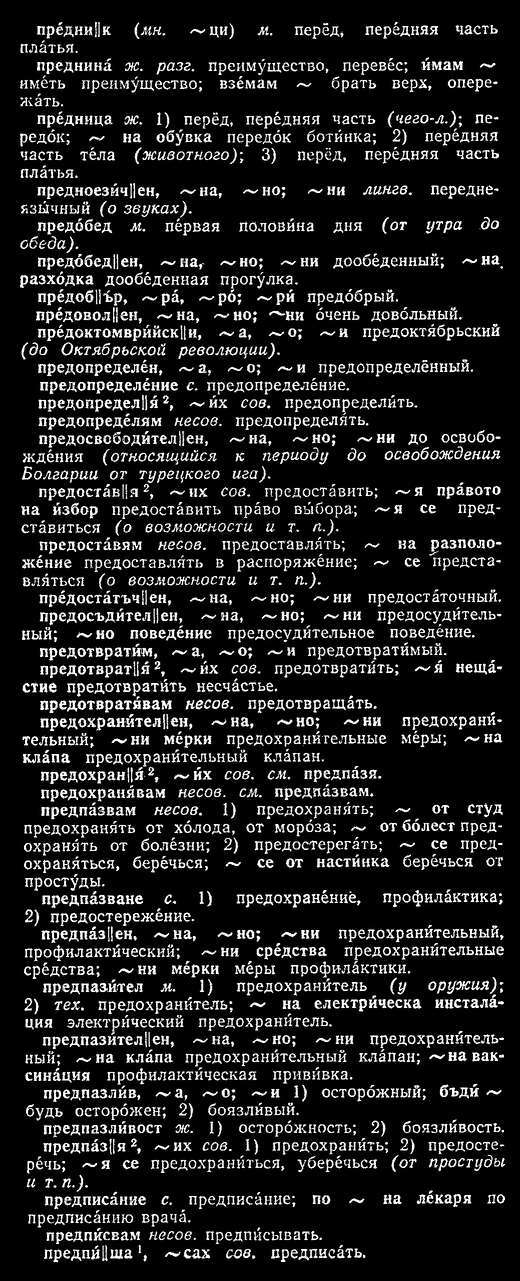 пре́дни||к (мн. ~ци) м. перёд, пере́дняя часть
пла́тья.
преднина́ ж. разг. преиму́щество, переве́с; и́мам ~
име́ть преиму́щество; взе́мам ~ брать верх, опере-
жа́ть.
пре́дница ж. 1) перёд, пере́дняя часть (чего-л.); пе-
редо́к; ~ на обу́вка передо́к боти́нка; 2) пере́дняя
часть те́ла (животного); 3) перёд, пере́дняя часть
пла́тья.
предноези́ч||ен, ~на, ~но; ~ни лингв. передне-
язы́чный (о звуках).
предо́бед м. пе́рвая полови́на дня (от утра до
обеда).
предо́бед||ен, ~на, ~но; ~ни дообе́денный; ~на
разхо́дка дообе́денная прогу́лка.
пре́доб||ъ́р, ~ра́, ~ро́; ~ри́ предо́брый.
пре́довол||ен, ~на, ~но; ~ни о́чень дово́льный.
пре́доктомври́йск||и, ~а, ~о; ~и предоктя́брьский
(до Октябрьской революции).
предопределе́н, ~а, ~о; ~и предопределённый.
предопределе́ние с. предопределе́ние.
предопредел||я́ ², ~и́х сов. предопредели́ть.
предопреде́лям несов. предопределя́ть.
предосвободи́тел||ен, ~на, ~но; ~ни до освобо-
жде́ния (относящийся к периоду до освобождения
Болгарии от турецкого ига).
предоста́в||я ², ~их сов. предоста́вить; ~я пра́вото
на и́збор предоста́вить пра́во вы́бора; ~я се пред-
ста́виться (о возможности и т. п.).
предоста́вям несов. предоставля́ть; ~ на разполо-
же́ние предоставля́ть в распоряже́ние; ~ се предста-
вля́ться (о возможности и т. п.).
пре́доста́тъч||ен, ~на, ~но; ~ни предоста́точный.
предосъди́тел||ен, ~на, ~но; ~ни предосуди́тель-
ный; ~но поведе́ние предосуди́тельное поведе́ние.
предотврати́м, ~а, ~о; ~и предотврати́мый.
предотврат||я́ ², ~и́х сов. предотврати́ть; ~я́ неща́-
стие предотврати́ть несча́стье.
предотвратя́вам несов. предотвраща́ть.
предохрани́тел||ен, ~на, ~но; ~ни предохрани́-
тельный; ~ни ме́рки предохрани́тельные ме́ры; ~на
кла́па предохрани́тельный кла́пан.
предохран||я́ ², ~и́х сов. см. предпа́зя.
предохраня́вам несов. см. предпа́звам.
предпа́звам несов. 1) предохраня́ть; ~ от студ
предохраня́ть от хо́лода, от моро́за; ~ от бо́лест пред-
охраня́ть от боле́зни; 2) предостерега́ть; ~ се пред-
охраня́ться, бере́чься; ~ се от насти́нка бере́чься от
просту́ды.
предпа́зване с. 1) предохране́ние, профила́ктика;
2) предостереже́ние.
предпа́з||ен, ~на, ~но; ~ни предохрани́тельный,
профилакти́ческий; ~ни сре́дства предохрани́тельные
сре́дства; ~ни ме́рки ме́ры профила́ктики.
предпази́тел м. 1) предохрани́тель (у оружия);
2) тех. предохрани́тель; ~ на електри́ческа инстала́-
ция электри́ческий предохрани́тель.
предпази́тел||ен, ~на, ~но; ~ни предохрани́тель-
ный; ~на кла́па предохрани́тельный кла́пан; ~на вак-
сина́ция профилакти́ческая приви́вка.
предпазли́в, ~а, ~о; ~и 1) осторо́жный; бъди́ ~
будь осторо́жен; 2) боязли́вый.
предпазли́вост ж. 1) осторо́жность; 2) боязли́вость.
предпа́з||я ², ~их сов. 1) предохрани́ть; 2) предосте-
ре́чь; ~я се предохрани́ться, убере́чься (от простуды
и т. п.).
предписа́ние с. предписа́ние; по ~ на ле́каря по
предписа́нию врача́.
предпи́свам несов. предпи́сывать.
предпи́||ша ¹, ~сах сов. предписа́ть.